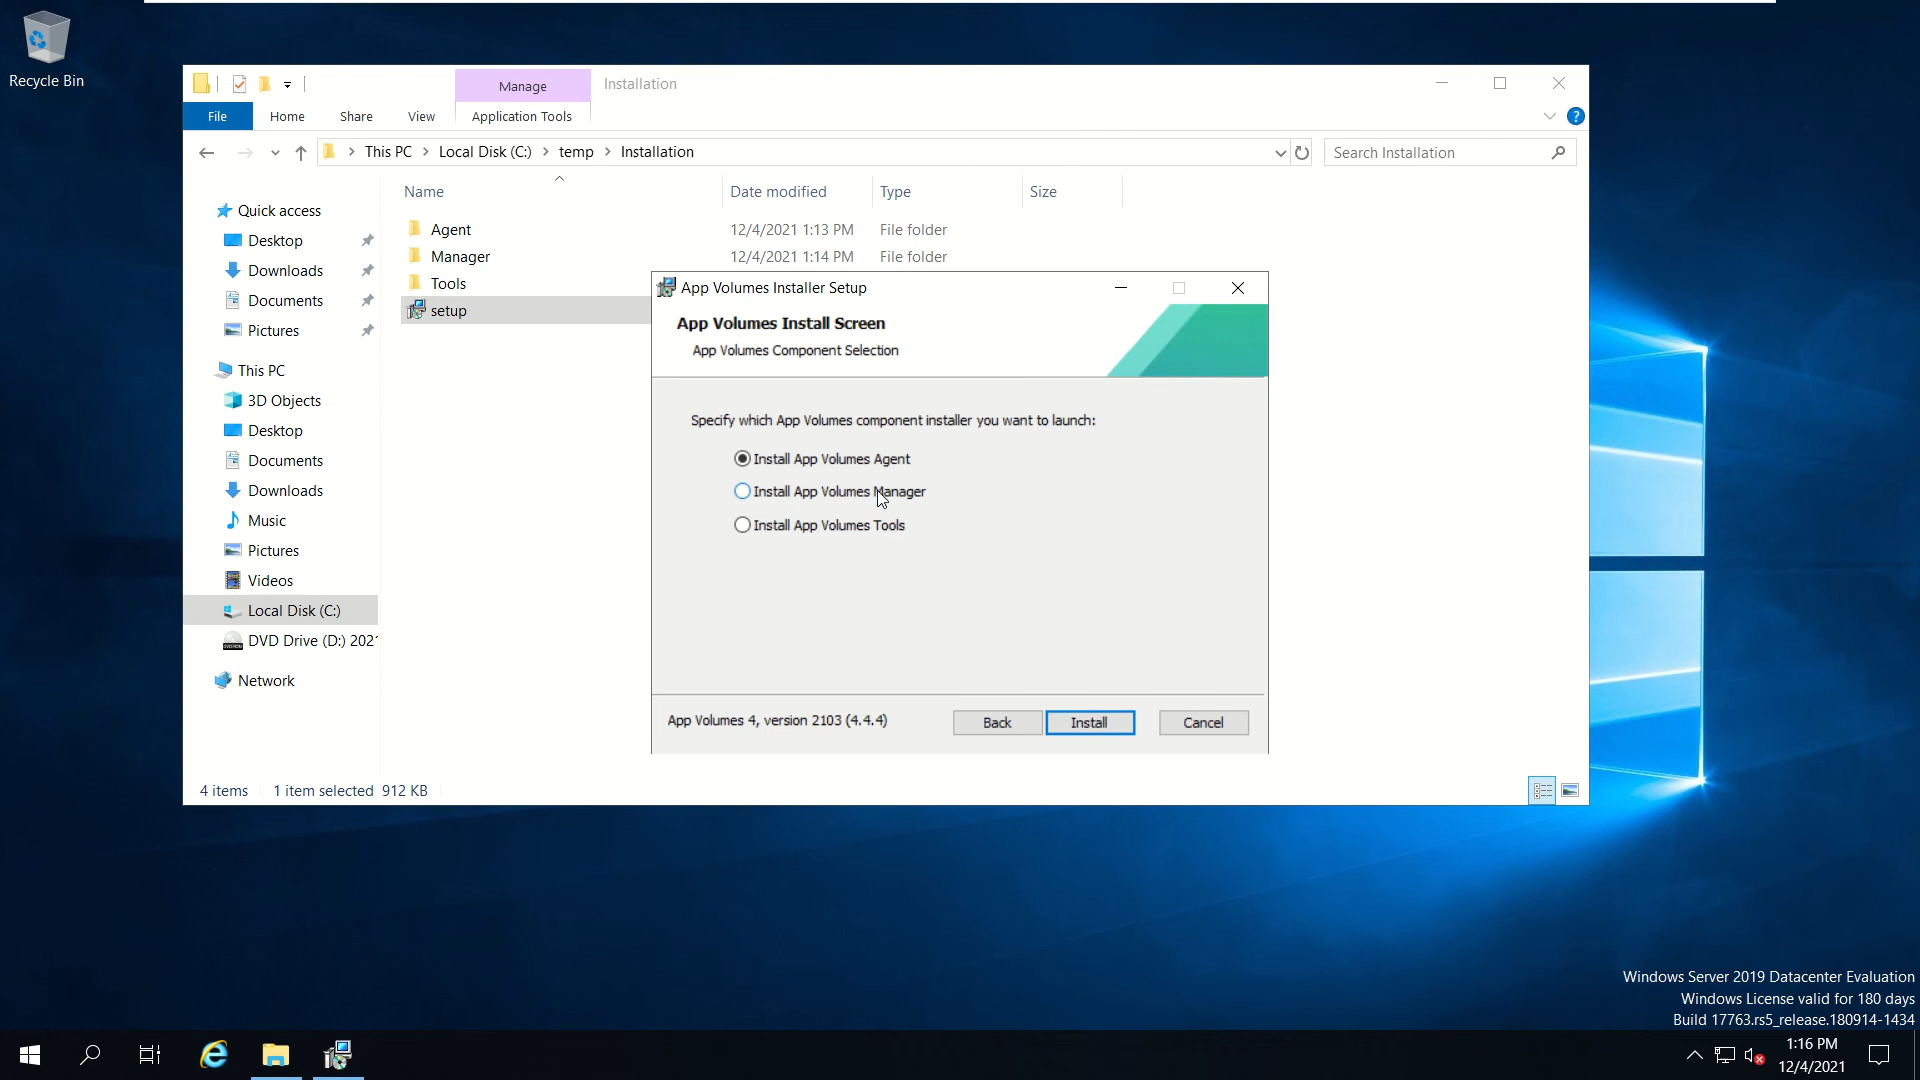 Recycle Bin
Manage
Installation
File
Home
Share
View
Application Tools
This PC
Local Disk (C:)
temp
Installation
Search Installation
Name
Date modified
Type
Size
Quick access
Desktop
Downloads
Documents
Pictures
This PC
3D Objects
Desktop
Documents
Downloads
Music
Pictures
Videos
Local Disk (C:)
DVD Drive (D:) 2021
Network
Agent 12/4/2021 1:13 PM File folder
Manager 12/4/2021 1:14 PM File folder
Tools
setup
App Volumes Installer Setup
App Volumes Install Screen
App Volumes Component Selection
Specify which App Volumes component installer you want to launch:
Install App Volumes Agent
Install App Volumes Manager
Install App Volumes Tools
App Volumes 4, version 2103 (4.4.4)
Back
Install
Cancel
4 items
1 item selected 912 KB
Windows Server 2019 Datacenter Evaluation
Windows License valid for 180 days
Build 17763.rs5_release.180914-1434
1:16 PM
12/4/2021